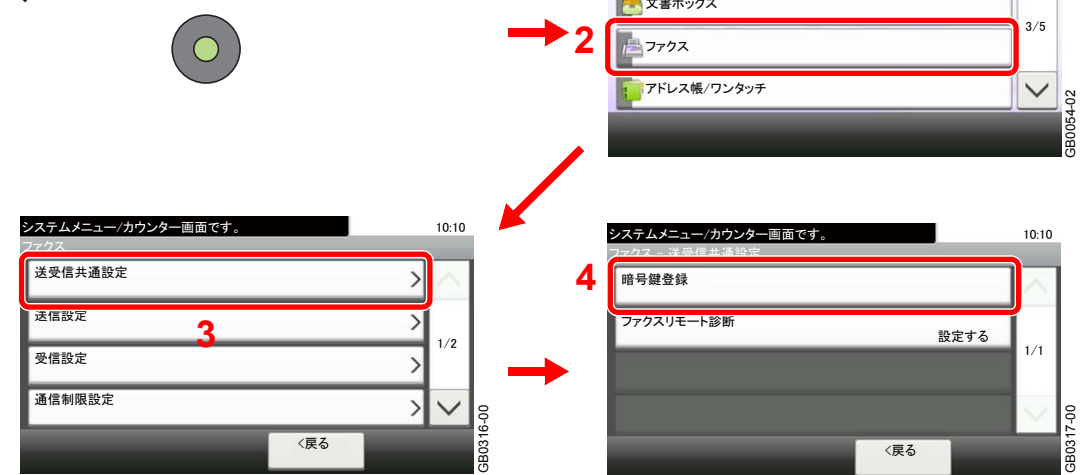 文書ボックス
3/5
2
ファクス
アドレス帳/ワンタッチ
GB0054-02
システムメニュー/カウンター画面です。
10:10
ファクス
送受信共通設定
送信設定
3
1/2
受信設定
通信制限設定
<戻る
GB0316-00
システムメニュー/カウンター画面です。
10:10
ファクス - 送受信共通設定
4
暗号鍵登録
ファクスリモート診断
設定する
1/1
<戻る
GB0317-00